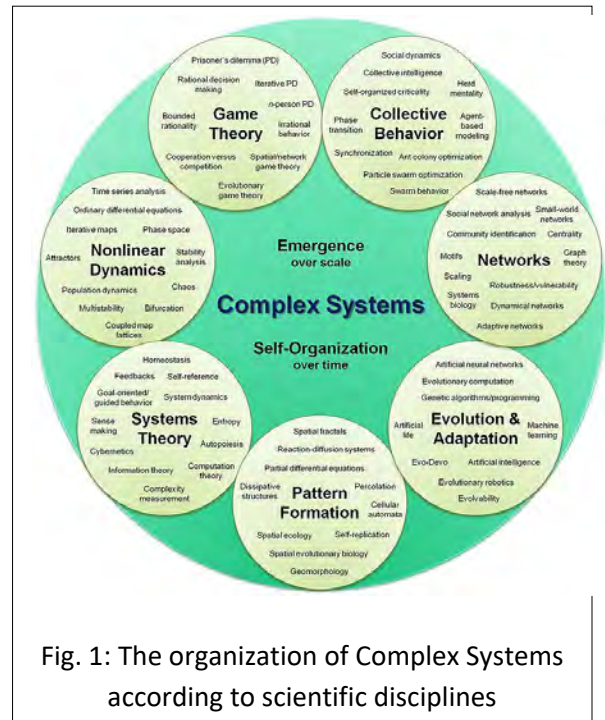 Prisoner's dilemma (PD)
Rational decision
making
Iterative PD
n-person PD
Bounded
rationality
Game
Theory
Irrational
behavior
Cooperation versus
competition
Spatial/network
game theory
Evolutionary
game theory
Social dynamics
Collective intelligence
Self-organized criticality
Herd
mentality
Phase
transition
Collective
Behavior
Agent-
based
modeling
Synchronization
Ant colony optimization
Particle swarm optimization
Swarm behavior
Time series analysis
Ordinary differential equations
Iterative maps
Phase space
Attractors
Nonlinear
Dynamics
Stability
analysis
Population dynamics
Chaos
Multistability
Bifurcation
Coupled map
lattices
Emergence
over scale
Complex Systems
Self-Organization
over time
Scale-free networks
Social network analysis
Small-world
networks
Community identification
Centrality
Motifs
Networks
Graph
theory
Scaling
Robustness/vulnerability
Systems
biology
Dynamical networks
Adaptive networks
Homeostasis
Feedbacks
Self-reference
Goal-oriented/
guided behavior
System dynamics
Sense
making
Systems
Theory
Entropy
Cybernetics
Autopoiesis
Information theory
Computation
theory
Complexity
measurement
Artificial neural networks
Evolutionary computation
Genetic algorithms/programming
Artificial
life
Evolution &
Adaptation
Machine
learning
Evo-Devo
Artificial intelligence
Evolutionary robotics
Evolvability
Spatial fractals
Reaction-diffusion systems
Partial differential equations
Dissipative
structures
Pattern
Formation
Percolation
Cellular
automata
Spatial ecology
Self-replication
Spatial evolutionary biology
Geomorphology
Fig. 1: The organization of Complex Systems
according to scientific disciplines